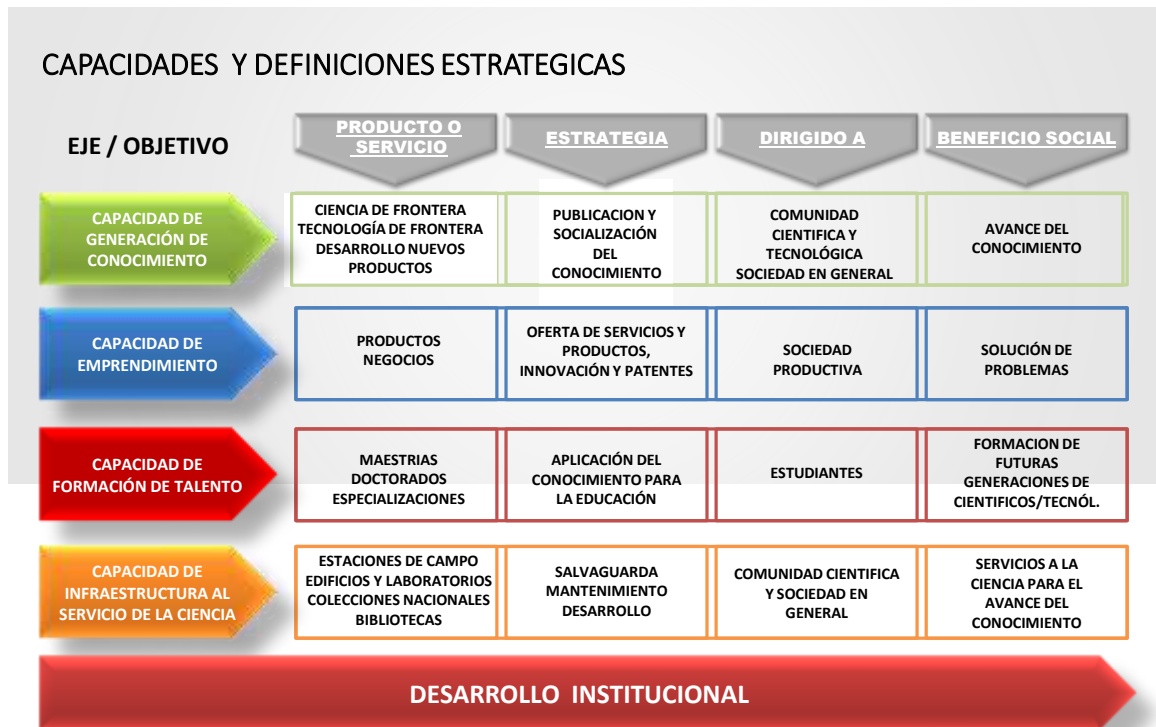 CAPACIDADES Y DEFINICIONES ESTRATEGICAS
EJE / OBJETIVO
PRODUCTO O
SERVICIO
ESTRATEGIA
DIRIGIDO A
BENEFICIO SOCIAL
CAPACIDAD DE
GENERACIÓN DE
CONOCIMIENTO
CIENCIA DE FRONTERA
TECNOLOGÍA DE FRONTERA
DESARROLLO NUEVOS
PRODUCTOS
PUBLICACION Y
SOCIALIZACIÓN
DEL
CONOCIMIENTO
COMUNIDAD
CIENTIFICA Y
TECNOLÓGICA
SOCIEDAD EN GENERAL
AVANCE DEL
CONOCIMIENTO
CAPACIDAD DE
EMPRENDIMIENTO
PRODUCTOS
NEGOCIOS
OFERTA DE SERVICIOS Y
PRODUCTOS,
INNOVACIÓN Y PATENTES
SOCIEDAD
PRODUCTIVA
SOLUCIÓN DE
PROBLEMAS
CAPACIDAD DE
FORMACIÓN DE TALENTO
MAESTRIAS
DOCTORADOS
ESPECIALIZACIONES
APLICACIÓN DEL
CONOCIMIENTO PARA
LA EDUCACIÓN
ESTUDIANTES
FORMACION DE
FUTURAS
GENERACIONES DE
CIENTIFICOS/TECNÓL.
CAPACIDAD DE
INFRAESTRUCTURA AL
SERVICIO DE LA CIENCIA
ESTACIONES DE CAMPO
EDIFICIOS Y LABORATORIOS
COLECCIONES NACIONALES
BIBLIOTECAS
SALVAGUARDA
MANTENIMIENTO
DESARROLLO
COMUNIDAD CIENTIFICA
Y SOCIEDAD EN
GENERAL
SERVICIOS A LA
CIENCIA PARA EL
AVANCE DEL
CONOCIMIENTO
DESARROLLO INSTITUCIONAL